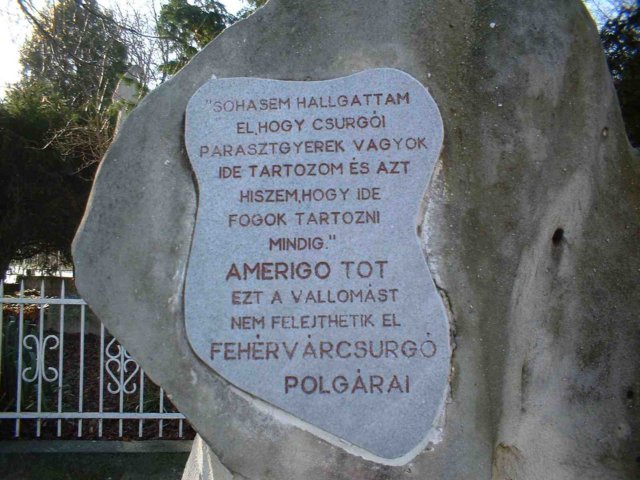 "SOHASEM HALLGATTAM
EL,HOGY CSURGÓI
PARASZTGYEREK VAGYOK
IDE TARTOZOM ÉS AZT
HISZEM,HOGY IDE
FOGOK TARTOZNI
MINDIG."
AMERIGO TOT
EZT A VALLOMÁST
NEM FELEJTHETIK EL
FEHÉRVÁRCSURGÓ
POLGÁRAI